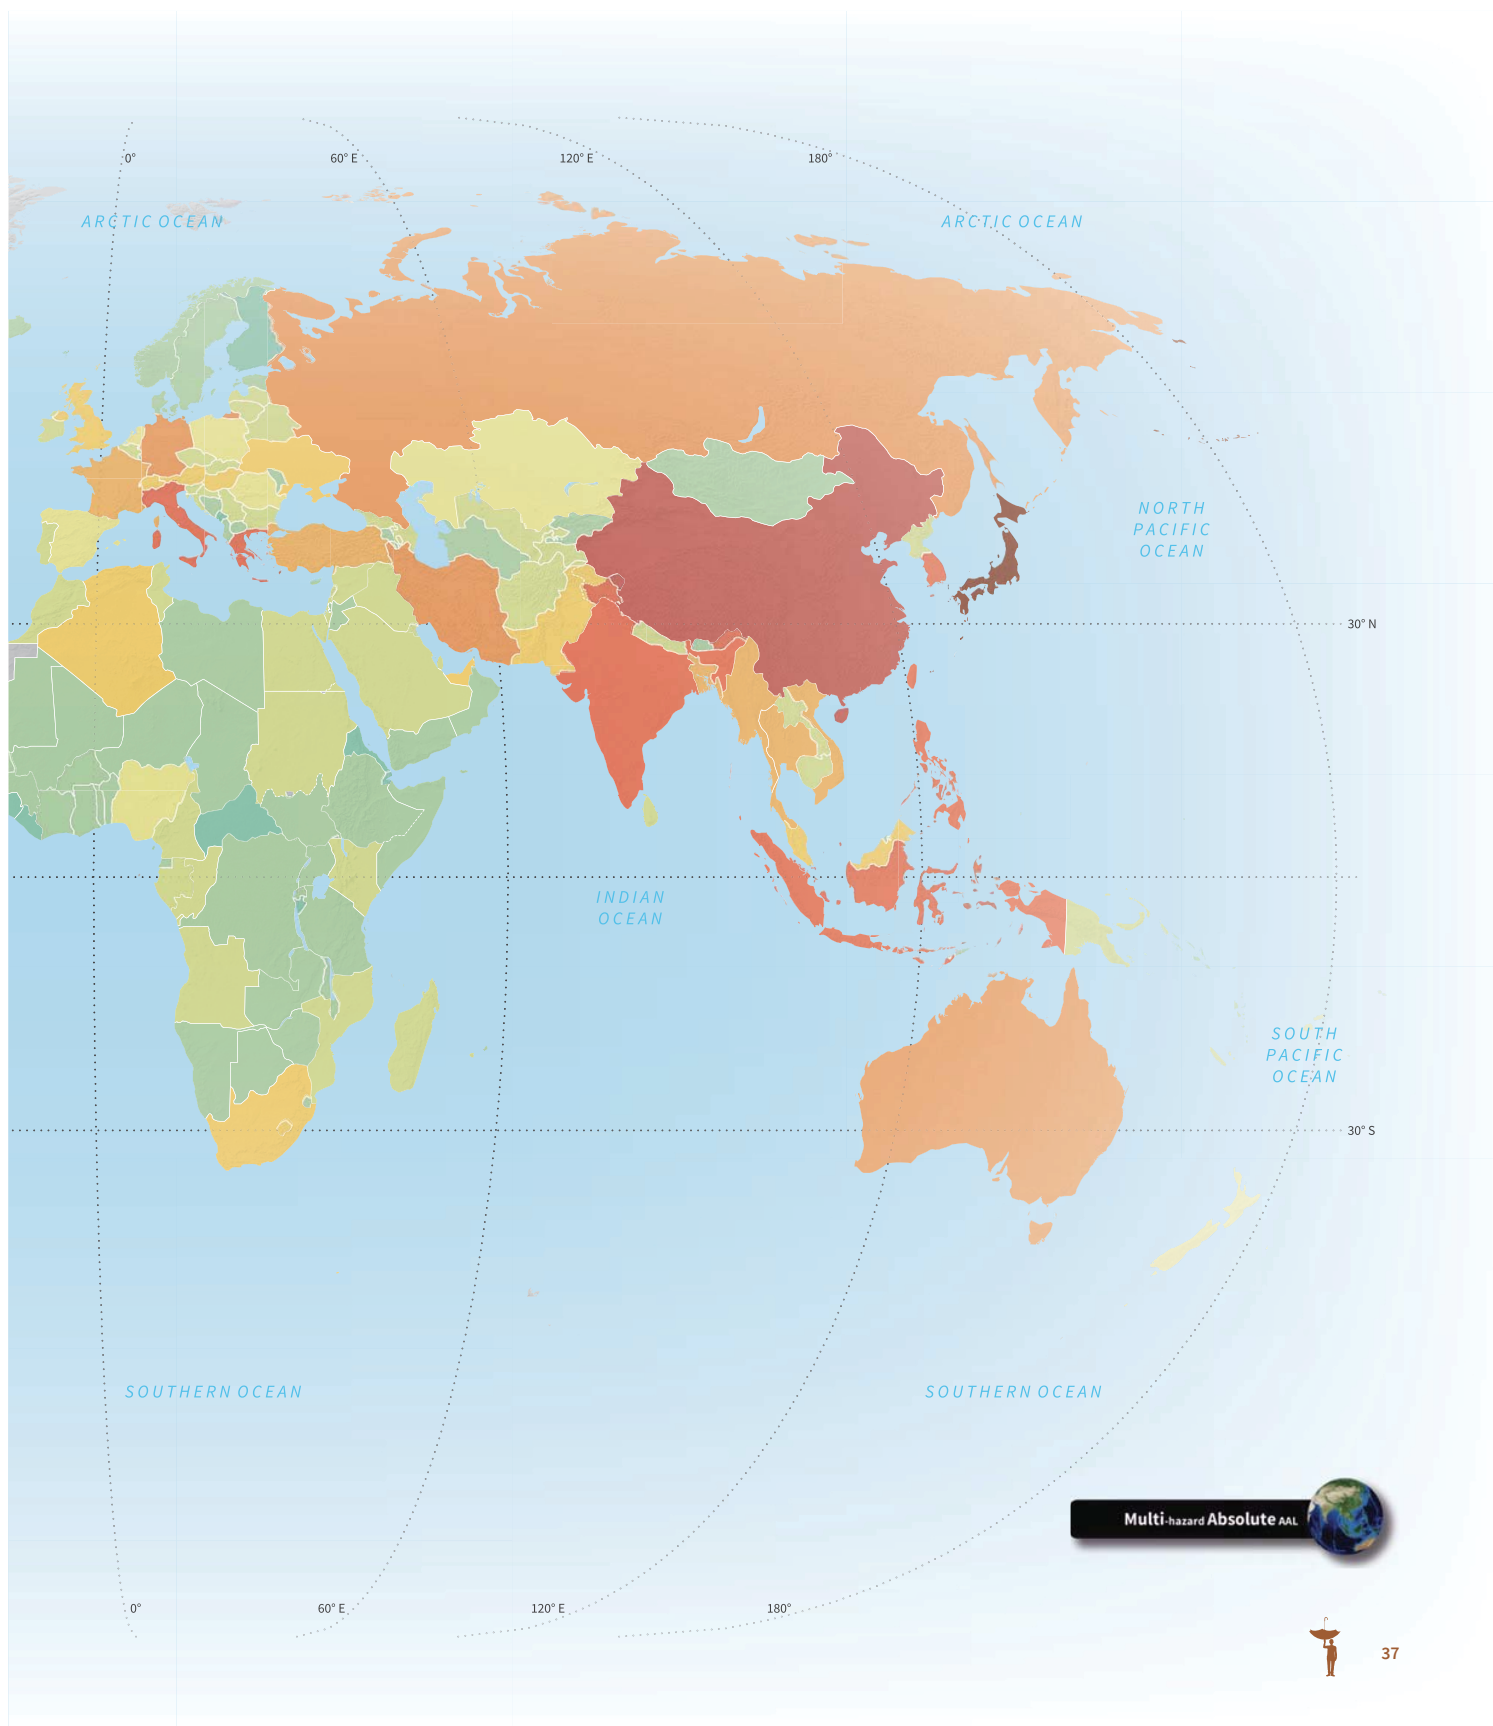 0°
60° E
120° E
180°
ARCTIC OCEAN
ARCTIC OCEAN
NORTH
PACIFIC
OCEAN
30° N
INDIAN
OCEAN
SOUTH
PACIFIC
OCEAN
30° S
SOUTHERN OCEAN
SOUTHERN OCEAN
Multi-hazard Absolute AAL
0°
60° E
120° E
180°
37